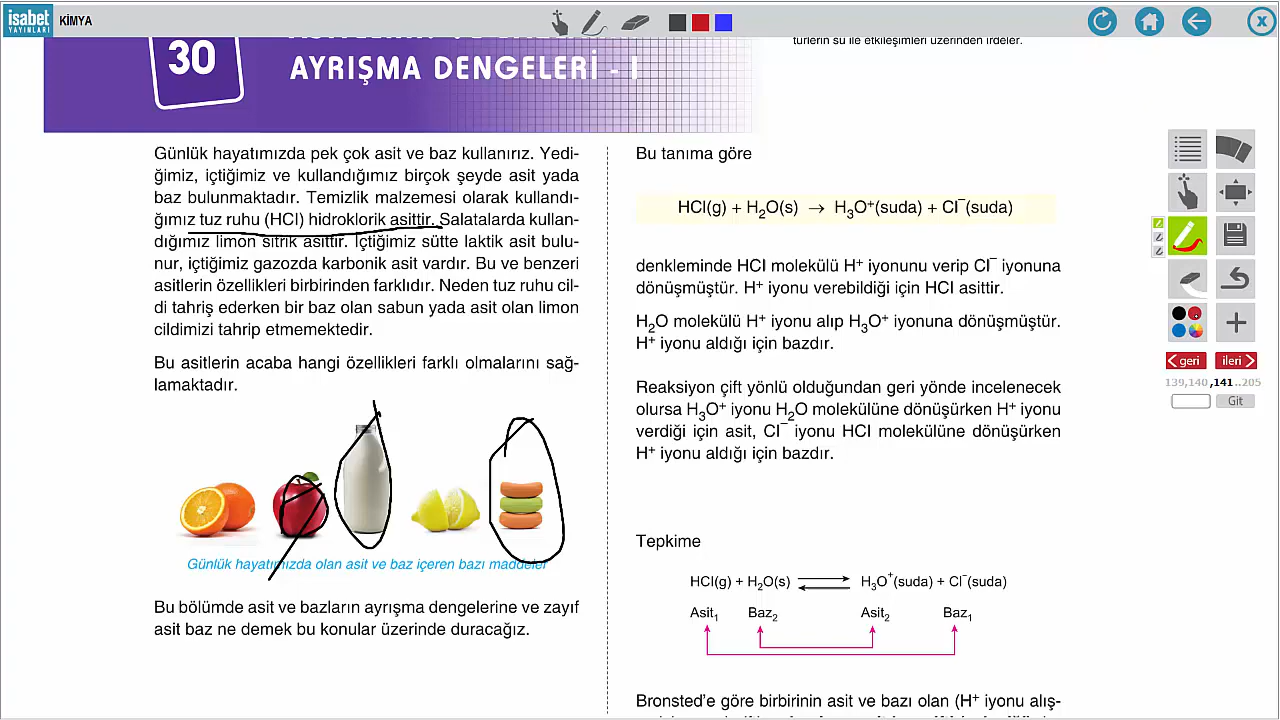 isabet
YAYINLARI
KİMYA
30
AYRIŞMA DENGELERİ - I
türlerin su ile etkileşimleri üzerinden irdeler.
Günlük hayatımızda pek çok asit ve baz kullanırız. Yedi-
ğimiz, içtiğimiz ve kullandığımız birçok şeyde asit yada
baz bulunmaktadır. Temizlik malzemesi olarak kullandı-
ğımız tuz ruhu (HCl) hidroklorik asittir. Salatalarda kullan-
dığımız limon sitrik asittir. İçtiğimiz sütte laktik asit bulu-
nur, içtiğimiz gazozda karbonik asit vardır. Bu ve benzeri
asitlerin özellikleri birbirinden farklıdır. Neden tuz ruhu cil-
di tahriş ederken bir baz olan sabun yada asit olan limon
cildimizi tahrip etmemektedir.
Bu asitlerin acaba hangi özellikleri farklı olmalarını sağ-
lamaktadır.
Günlük hayatımızda olan asit ve baz içeren bazı maddeler
Bu bölümde asit ve bazların ayrışma dengelerine ve zayıf
asit baz ne demek bu konular üzerinde duracağız.
Bu tanıma göre
HCl(g) + H₂O(s) → H₃O⁺(suda) + Cl⁻(suda)
denkleminde HCl molekülü H⁺ iyonunu verip Cl⁻ iyonuna
dönüşmüştür. H⁺ iyonu verebildiği için HCl asittir.
H₂O molekülü H⁺ iyonu alıp H₃O⁺ iyonuna dönüşmüştür.
H⁺ iyonu aldığı için bazdır.
Reaksiyon çift yönlü olduğundan geri yönde incelenecek
olursa H₃O⁺ iyonu H₂O molekülüne dönüşürken H⁺ iyonu
verdiği için asit, Cl⁻ iyonu HCl molekülüne dönüşürken
H⁺ iyonu aldığı için bazdır.
Tepkime
HCl(g) + H₂O(s) ⇌ H₃O⁺(suda) + Cl⁻(suda)
Asit₁ Baz₂ Asit₂ Baz₁
Bronsted'e göre birbirinin asit ve bazı olan (H⁺ iyonu alış-
geri ileri
139,140,141..205
Git